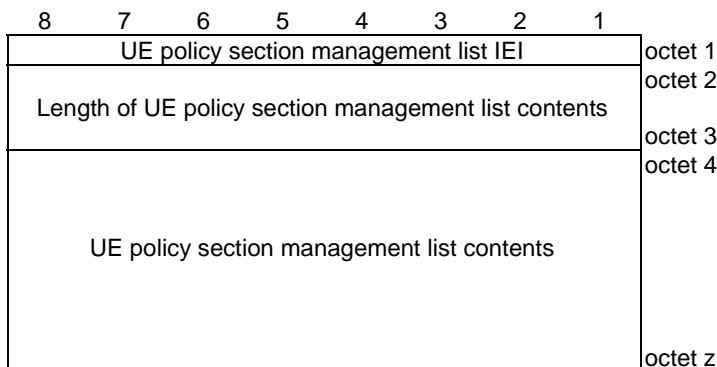 8 7 6 5 4 3 2 1
UE policy section management list IEI octet 1
octet 2
Length of UE policy section management list contents
octet 3
octet 4
UE policy section management list contents
octet z